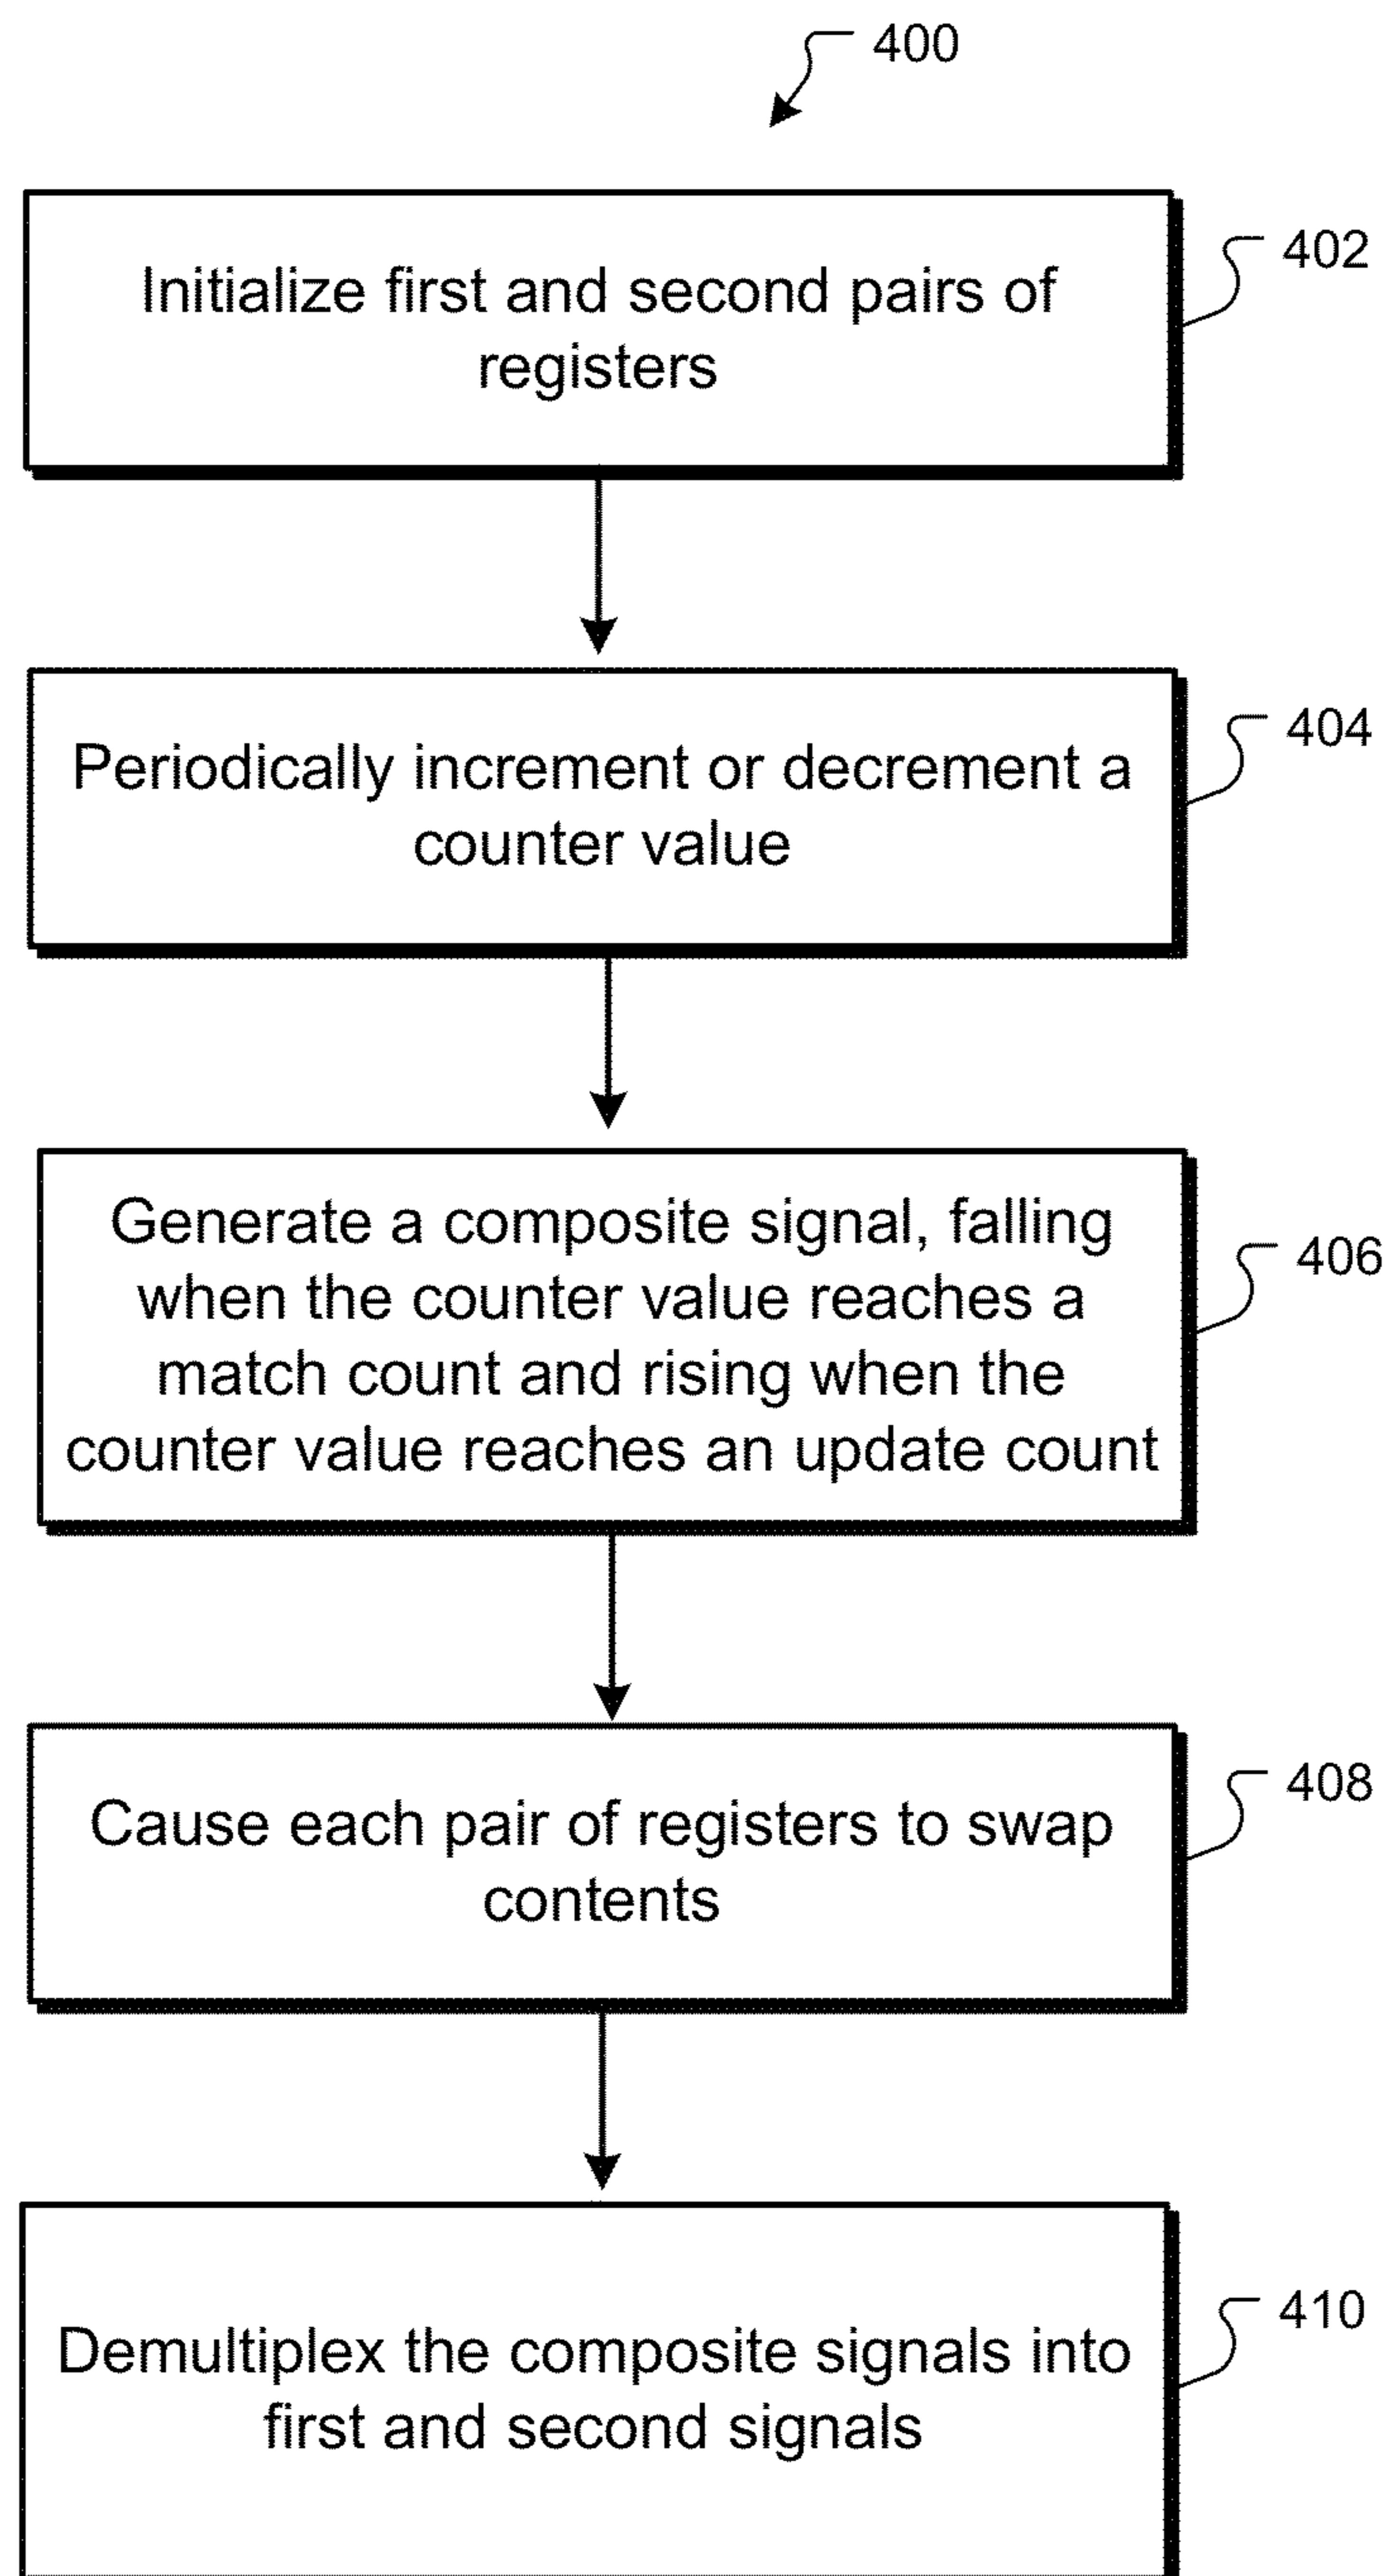 400
Initialize first and second pairs of
registers
402
Periodically increment or decrement a
counter value
404
Generate a composite signal, falling
when the counter value reaches a
match count and rising when the
counter value reaches an update count
406
Cause each pair of registers to swap
contents
408
Demultiplex the composite signals into
first and second signals
410